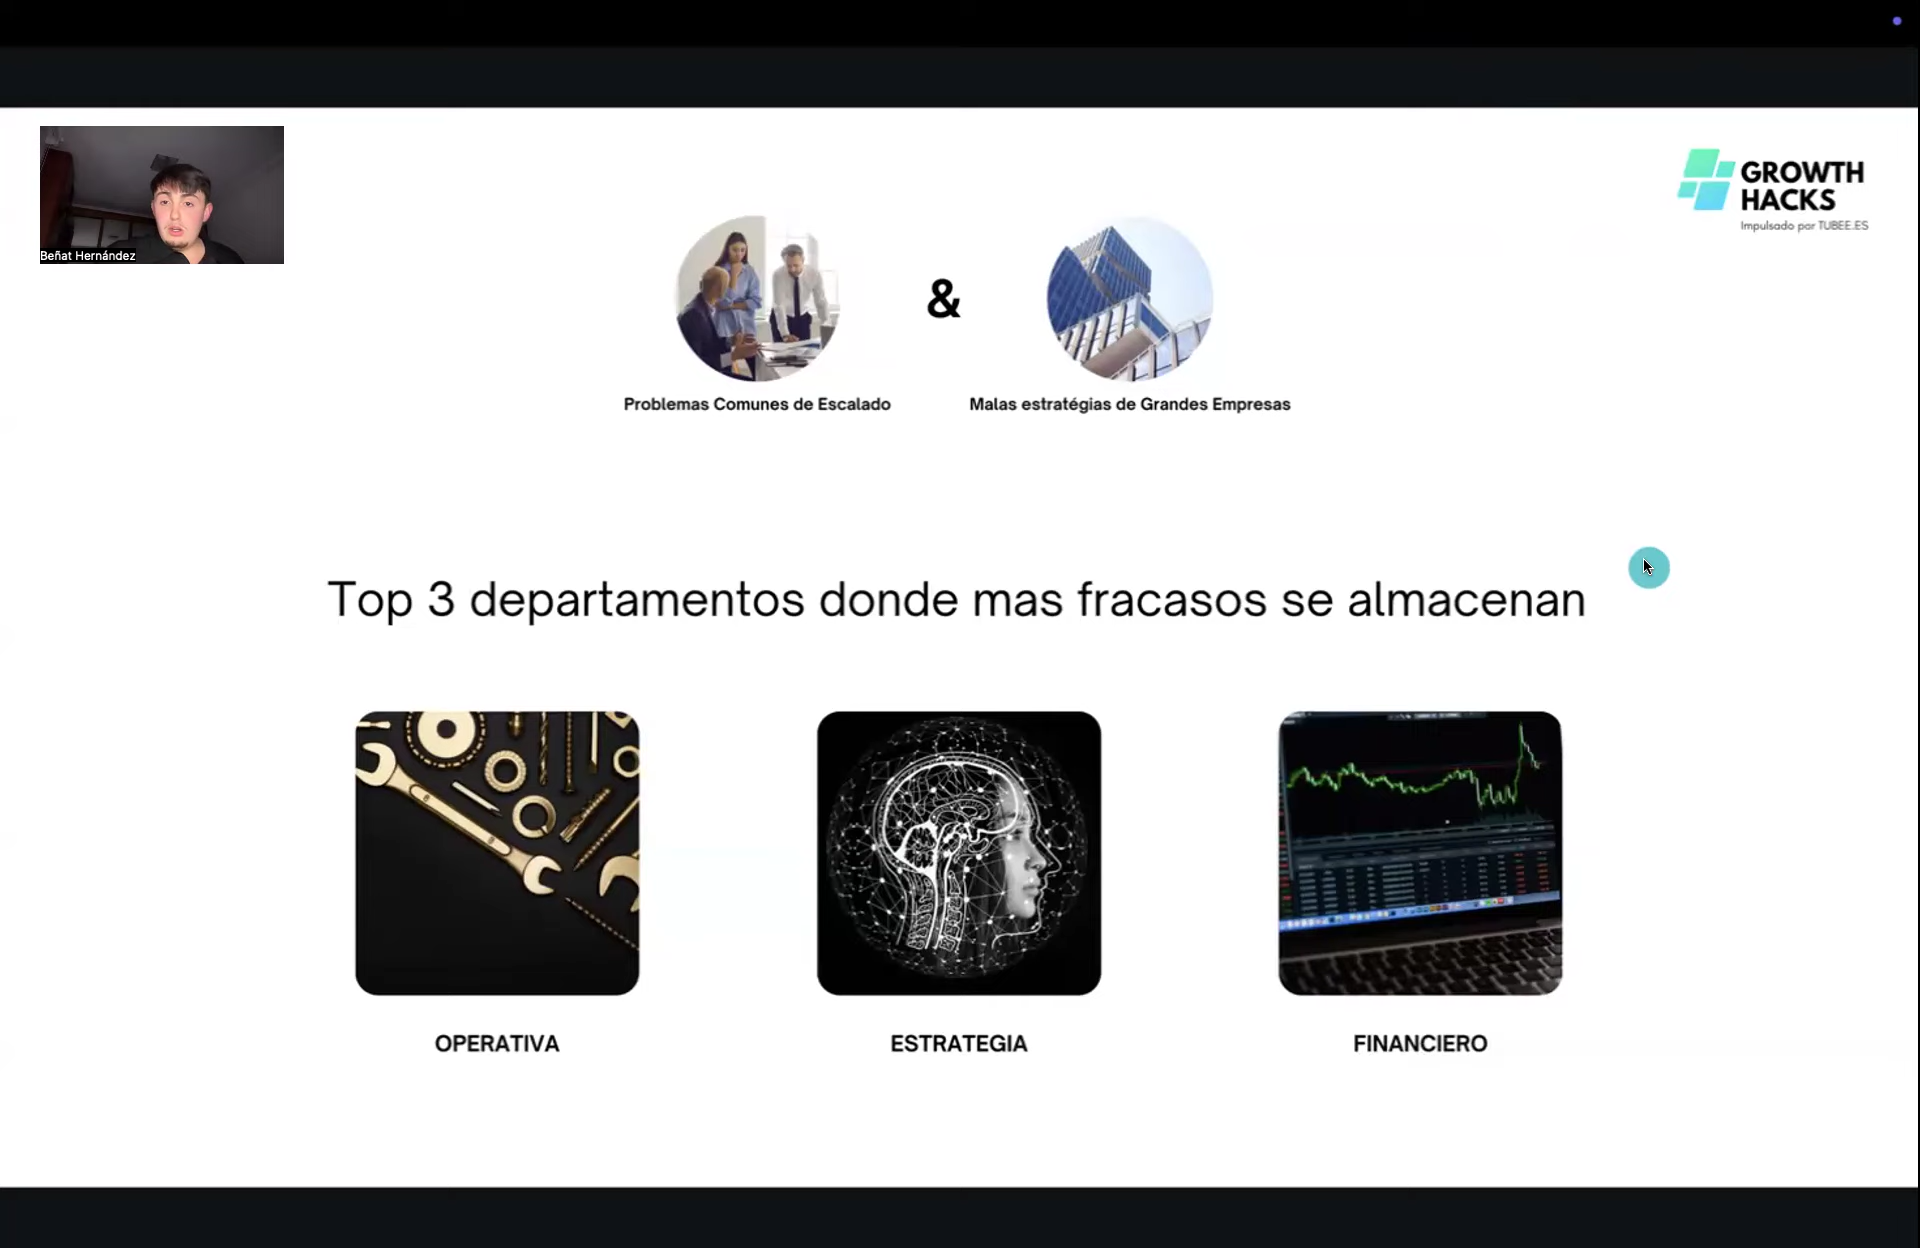 Beñat Hernández
GROWTH
HACKS
Impulsado por TUBEE.ES
&
Problemas Comunes de Escalado
Malas estratégias de Grandes Empresas
Top 3 departamentos donde mas fracasos se almacenan
OPERATIVA
ESTRATEGIA
FINANCIERO